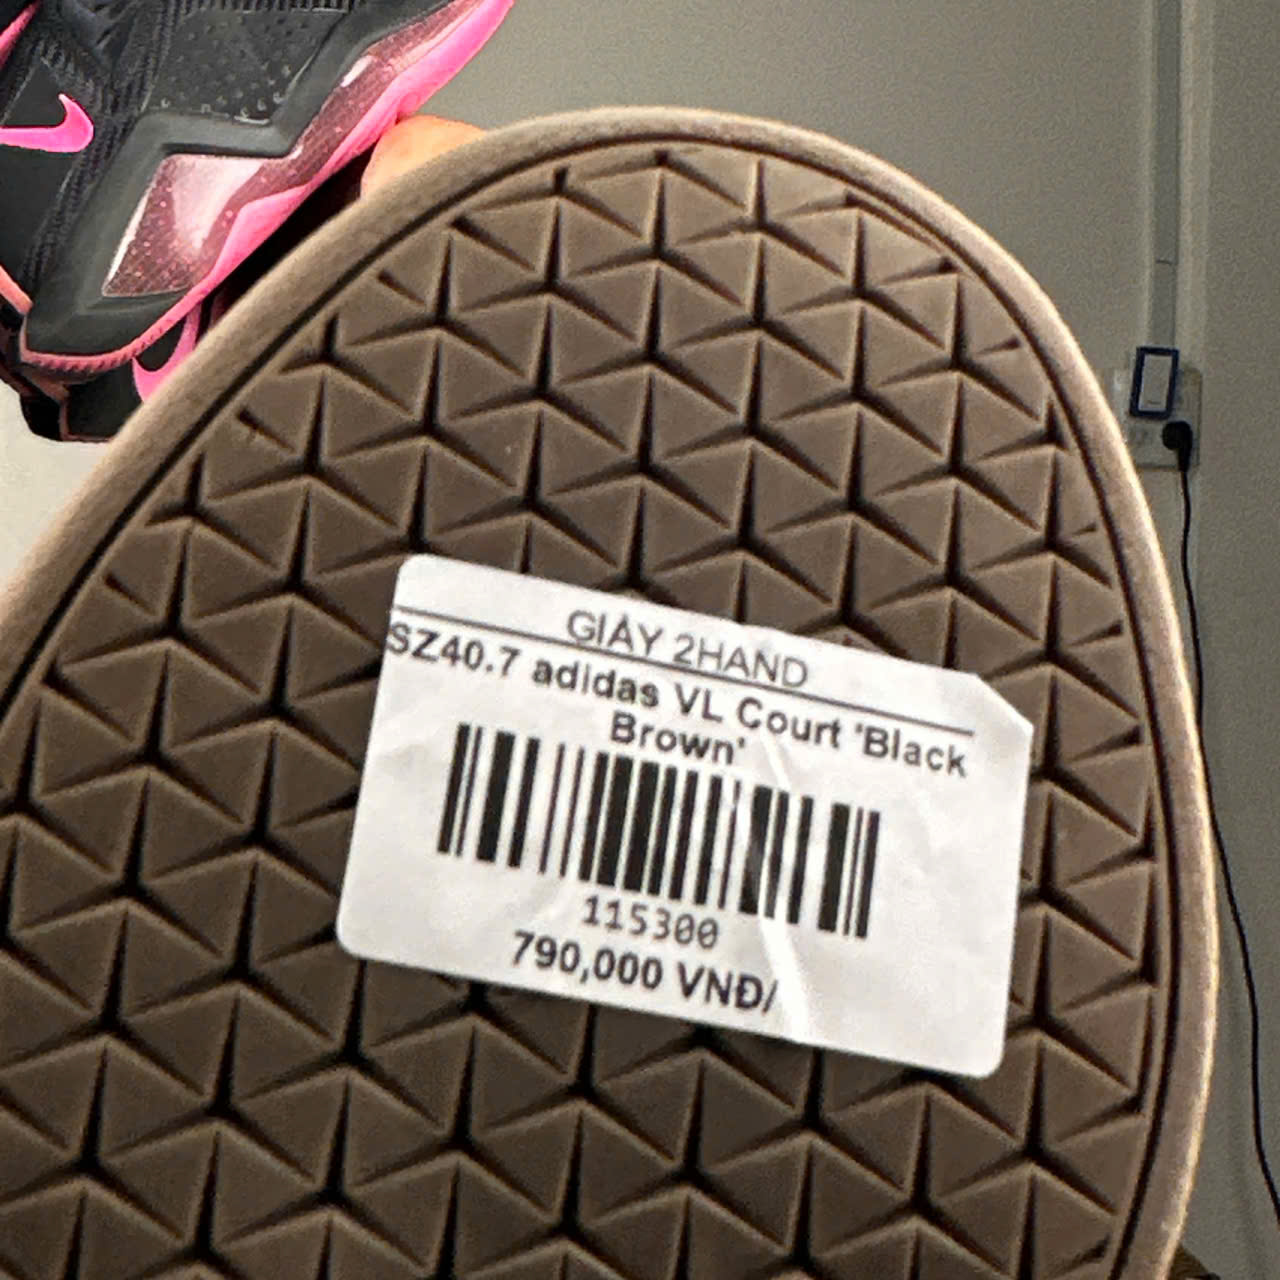 GIÀY 2HAND
SZ40.7 adidas VL Court 'Black
Brown'
115300
790,000 VNĐ/